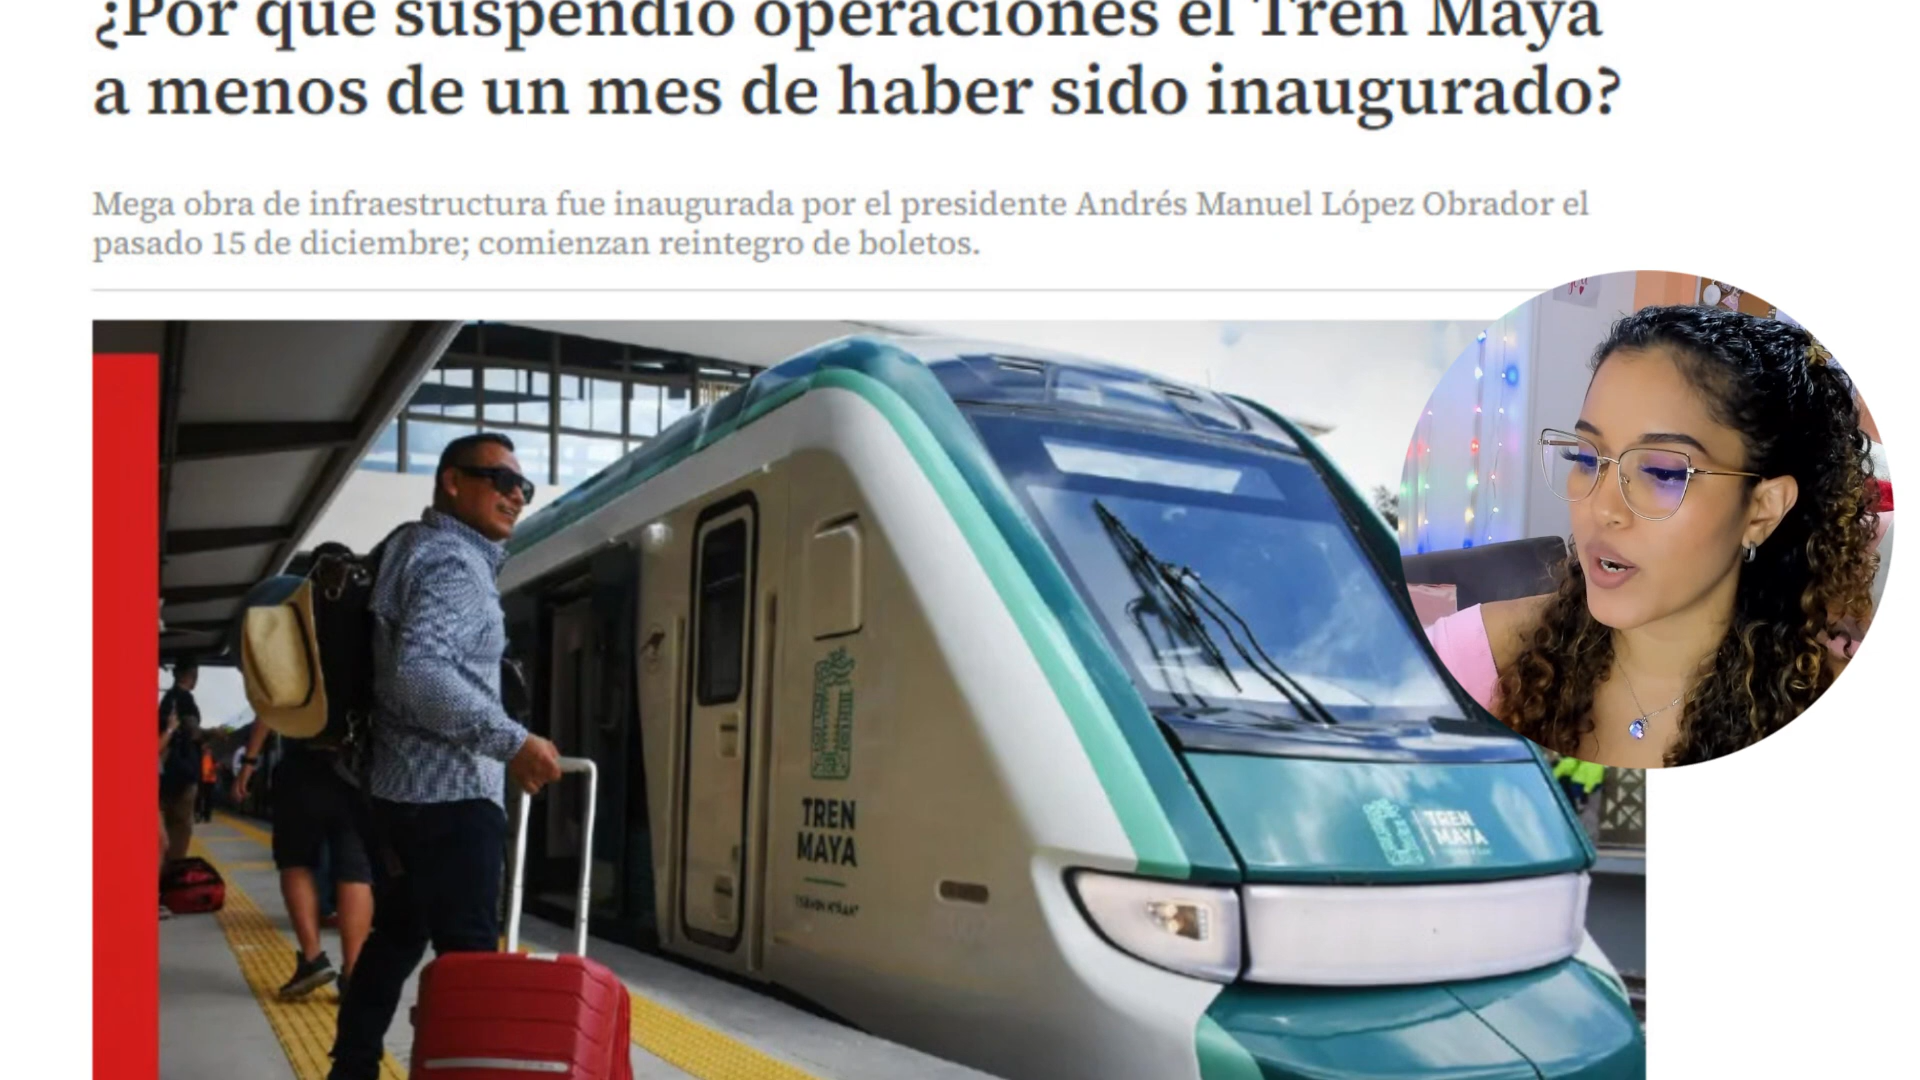 ¿Por qué suspendió operaciones el Tren Maya
a menos de un mes de haber sido inaugurado?
Mega obra de infraestructura fue inaugurada por el presidente Andrés Manuel López Obrador el
pasado 15 de diciembre; comienzan reintegro de boletos.
TREN
MAYA
TREN
MAYA